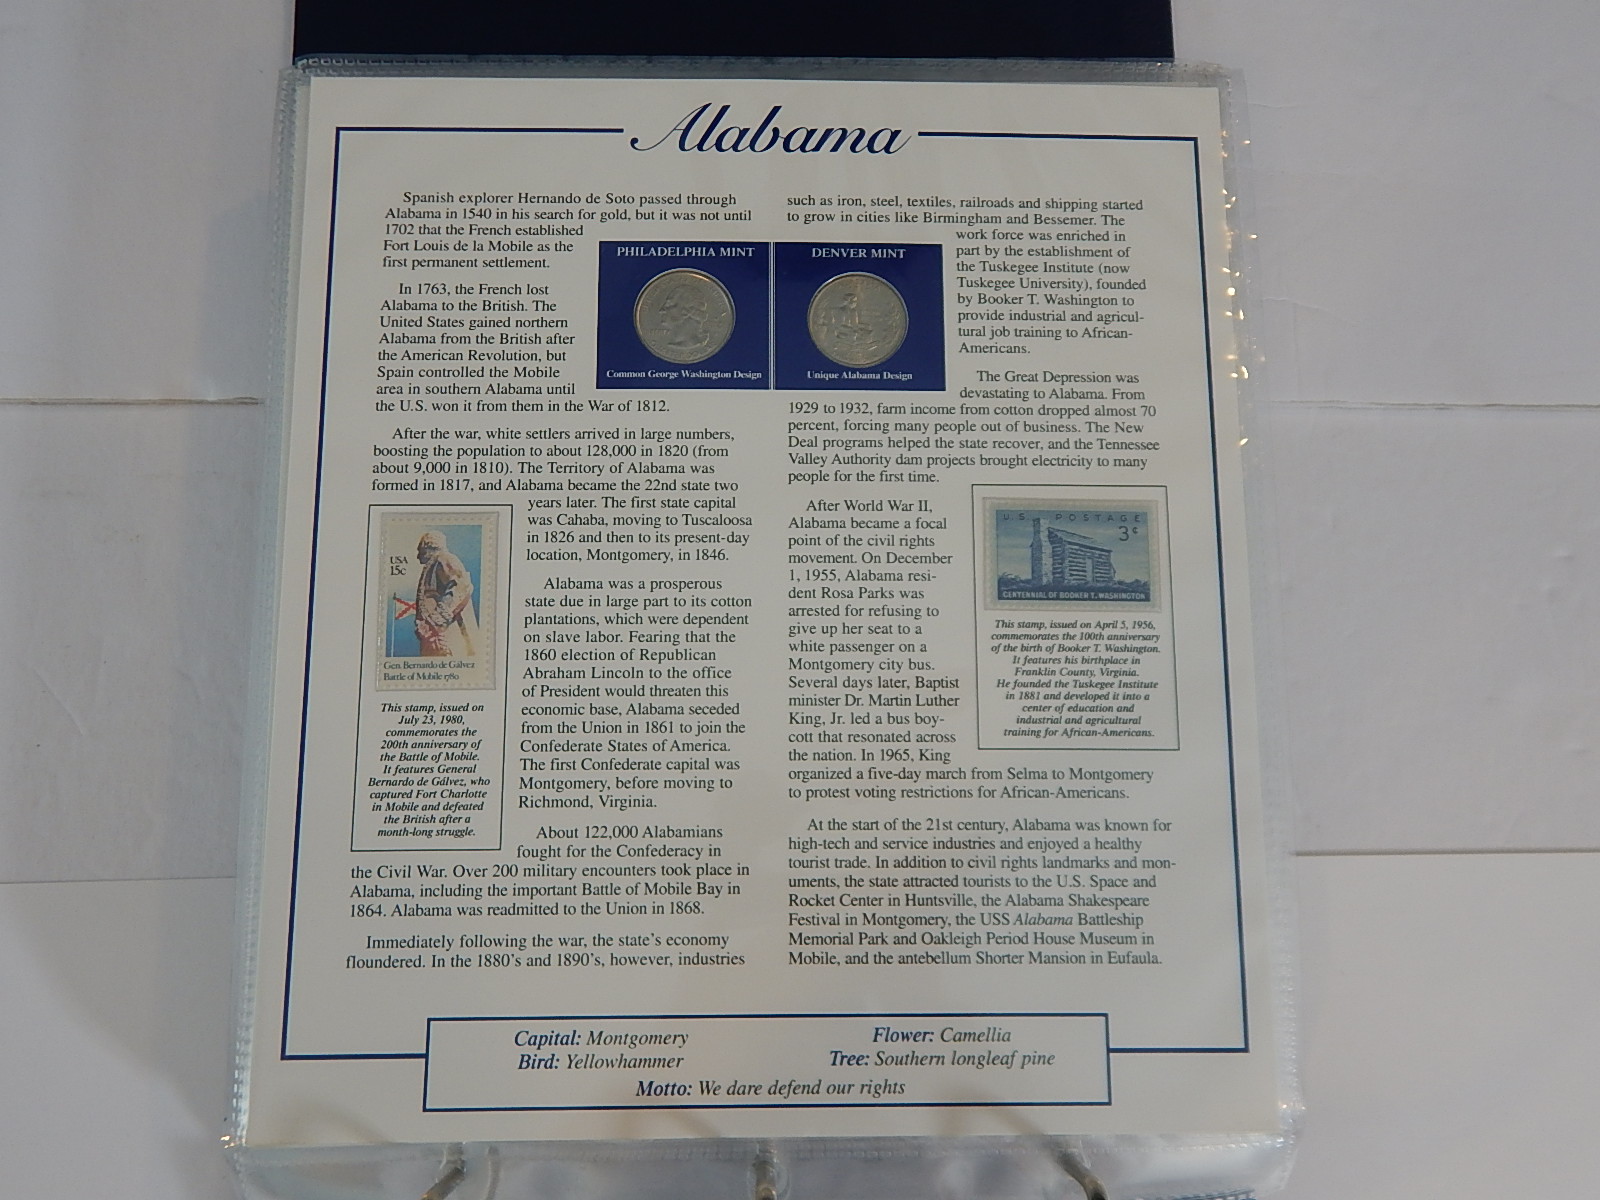 Alabama
Spanish explorer Hernando de Soto passed through
Alabama in 1540 in his search for gold, but it was not until
1702 that the French established
Fort Louis de la Mobile as the
first permanent settlement.
In 1763, the French lost
Alabama to the British. The
United States gained northern
Alabama from the British after
the American Revolution, but
Spain controlled the Mobile
area in southern Alabama until
the U.S. won it from them in the War of 1812.
After the war, white settlers arrived in large numbers,
boosting the population to about 128,000 in 1820 (from
about 9,000 in 1810). The Territory of Alabama was
formed in 1817, and Alabama became the 22nd state two
years later. The first state capital
was Cahaba, moving to Tuscaloosa
in 1826 and then to its present-day
location, Montgomery, in 1846.
Alabama was a prosperous
state due in large part to its cotton
plantations, which were dependent
on slave labor. Fearing that the
1860 election of Republican
Abraham Lincoln to the office
of President would threaten this
economic base, Alabama seceded
from the Union in 1861 to join the
Confederate States of America.
The first Confederate capital was
Montgomery, before moving to
Richmond, Virginia.
About 122,000 Alabamians
fought for the Confederacy in
the Civil War. Over 200 military encounters took place in
Alabama, including the important Battle of Mobile Bay in
1864. Alabama was readmitted to the Union in 1868.
Immediately following the war, the state's economy
floundered. In the 1880's and 1890's, however, industries
USA
15c
Gen. Bernardo de Gálvez
Battle of Mobile 1780
This stamp, issued on
July 23, 1980,
commemorates the
200th anniversary of
the Battle of Mobile.
It features General
Bernardo de Gálvez, who
captured Fort Charlotte
in Mobile and defeated
the British after a
month-long struggle.
PHILADELPHIA MINT
Common George Washington Design
DENVER MINT
Unique Alabama Design
such as iron, steel, textiles, railroads and shipping started
to grow in cities like Birmingham and Bessemer. The
work force was enriched in
part by the establishment of
the Tuskegee Institute (now
Tuskegee University), founded
by Booker T. Washington to
provide industrial and agricul-
tural job training to African-
Americans.
The Great Depression was
devastating to Alabama. From
1929 to 1932, farm income from cotton dropped almost 70
percent, forcing many people out of business. The New
Deal programs helped the state recover, and the Tennessee
Valley Authority dam projects brought electricity to many
people for the first time.
After World War II,
Alabama became a focal
point of the civil rights
movement. On December
1, 1955, Alabama resi-
dent Rosa Parks was
arrested for refusing to
give up her seat to a
white passenger on a
Montgomery city bus.
Several days later, Baptist
minister Dr. Martin Luther
King, Jr. led a bus boy-
cott that resonated across
the nation. In 1965, King
organized a five-day march from Selma to Montgomery
to protest voting restrictions for African-Americans.
At the start of the 21st century, Alabama was known for
high-tech and service industries and enjoyed a healthy
tourist trade. In addition to civil rights landmarks and mon-
uments, the state attracted tourists to the U.S. Space and
Rocket Center in Huntsville, the Alabama Shakespeare
Festival in Montgomery, the USS Alabama Battleship
Memorial Park and Oakleigh Period House Museum in
Mobile, and the antebellum Shorter Mansion in Eufaula.
U.S. POSTAGE
3¢
CENTENNIAL OF BOOKER T. WASHINGTON
This stamp, issued on April 5, 1956,
commemorates the 100th anniversary
of the birth of Booker T. Washington.
It features his birthplace in
Franklin County, Virginia.
He founded the Tuskegee Institute
in 1881 and developed it into a
center of education and
industrial and agricultural
training for African-Americans.
Capital: Montgomery
Bird: Yellowhammer
Flower: Camellia
Tree: Southern longleaf pine
Motto: We dare defend our rights